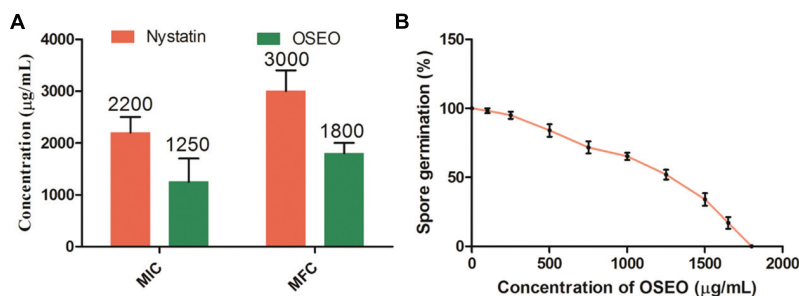 A
Nystatin
OSEO
Concentration (µg/mL)
4000
3000
2000
1000
0
2200
1250
3000
1800
MIC
MFC
B
Spore germination (%)
150
100
50
0
0
500
1000
1500
2000
Concentration of OSEO (µg/mL)